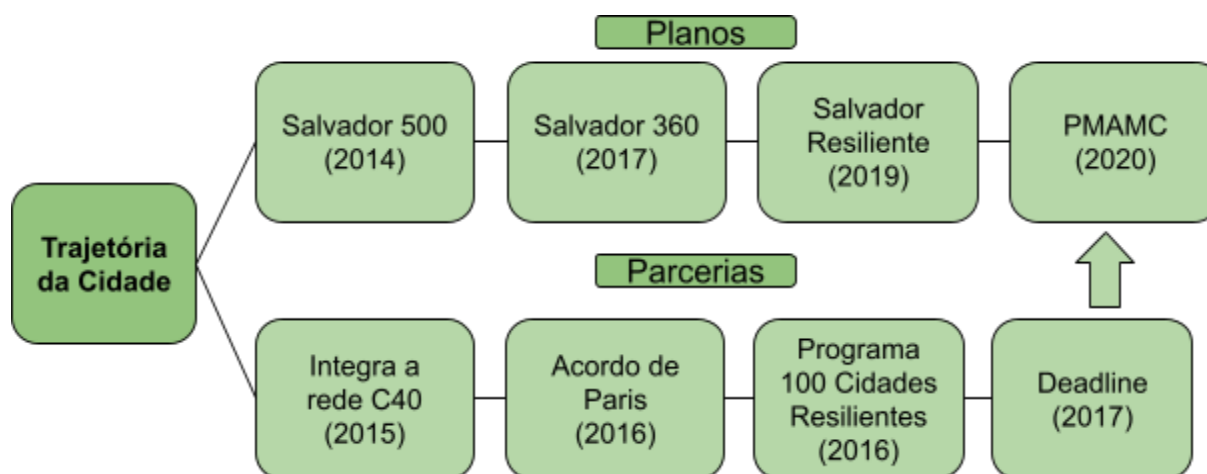 Planos
Salvador 500
(2014)
Salvador 360
(2017)
Salvador
Resiliente
(2019)
PMAMC
(2020)
Trajetória
da Cidade
Parcerias
Integra a
rede C40
(2015)
Acordo de
Paris
(2016)
Programa
100 Cidades
Resilientes
(2016)
Deadline
(2017)